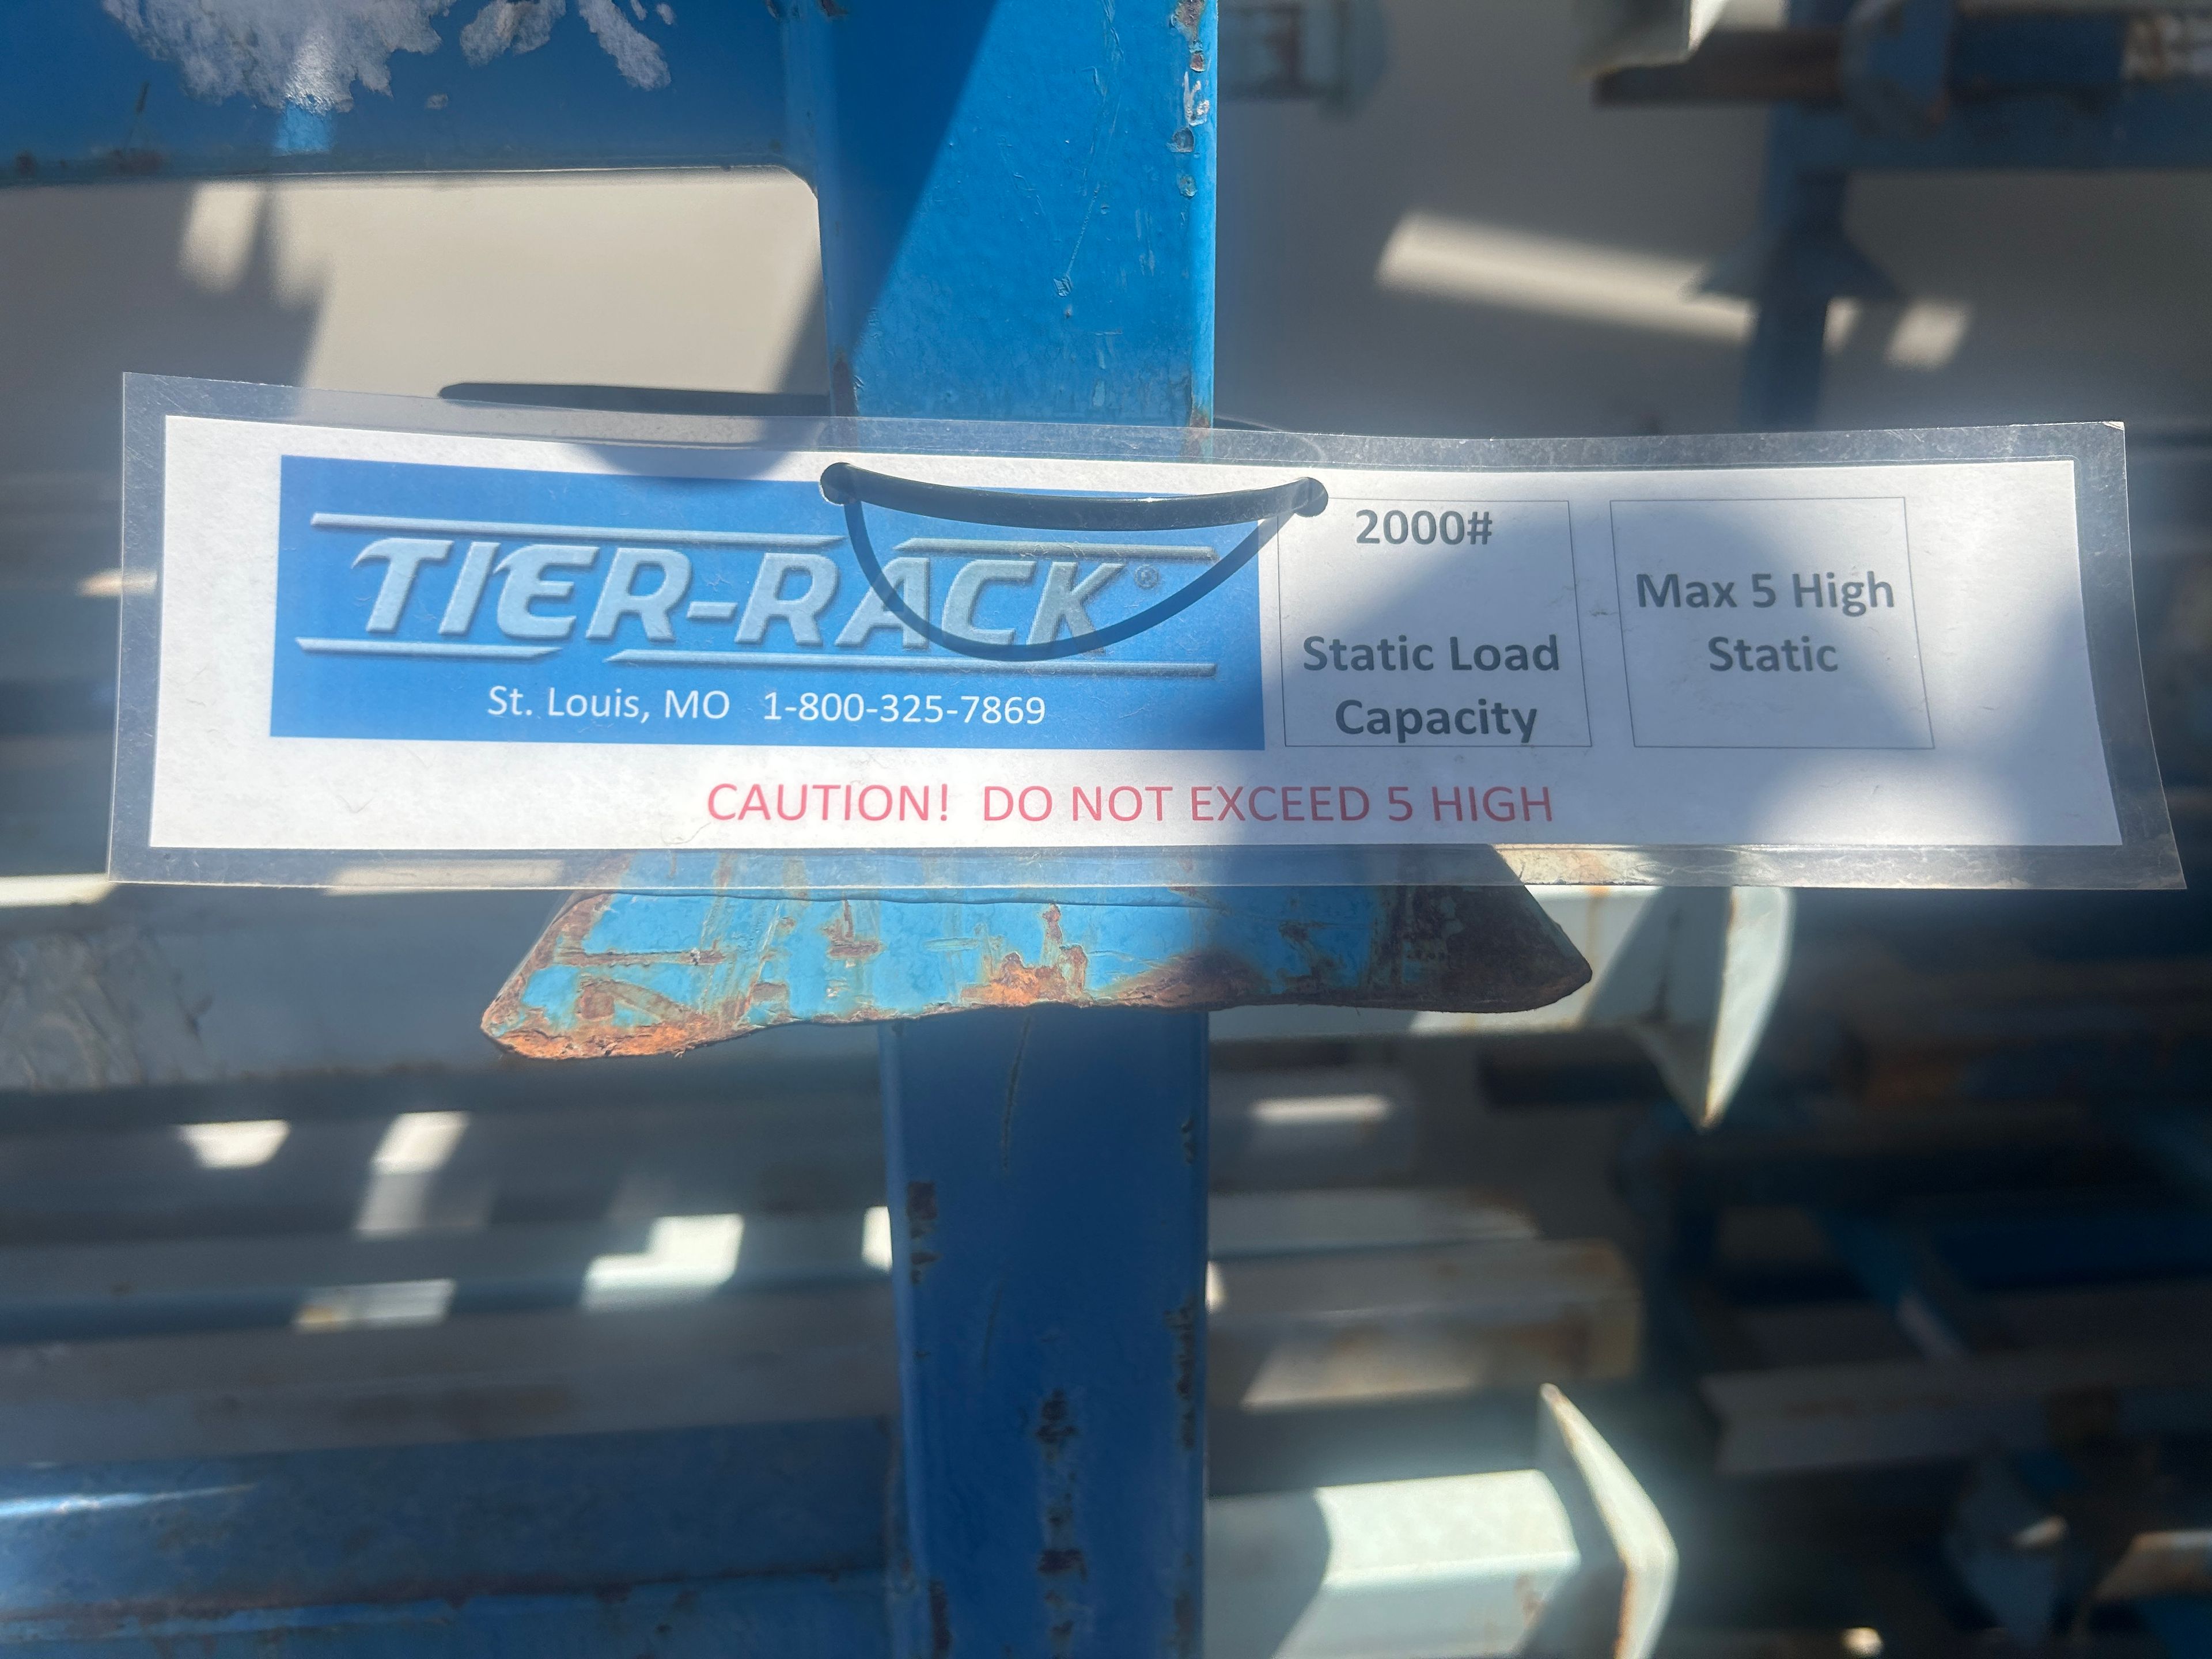 TIER-RACK®
St. Louis, MO 1-800-325-7869
2000#
Static Load
Capacity
Max 5 High
Static
CAUTION! DO NOT EXCEED 5 HIGH